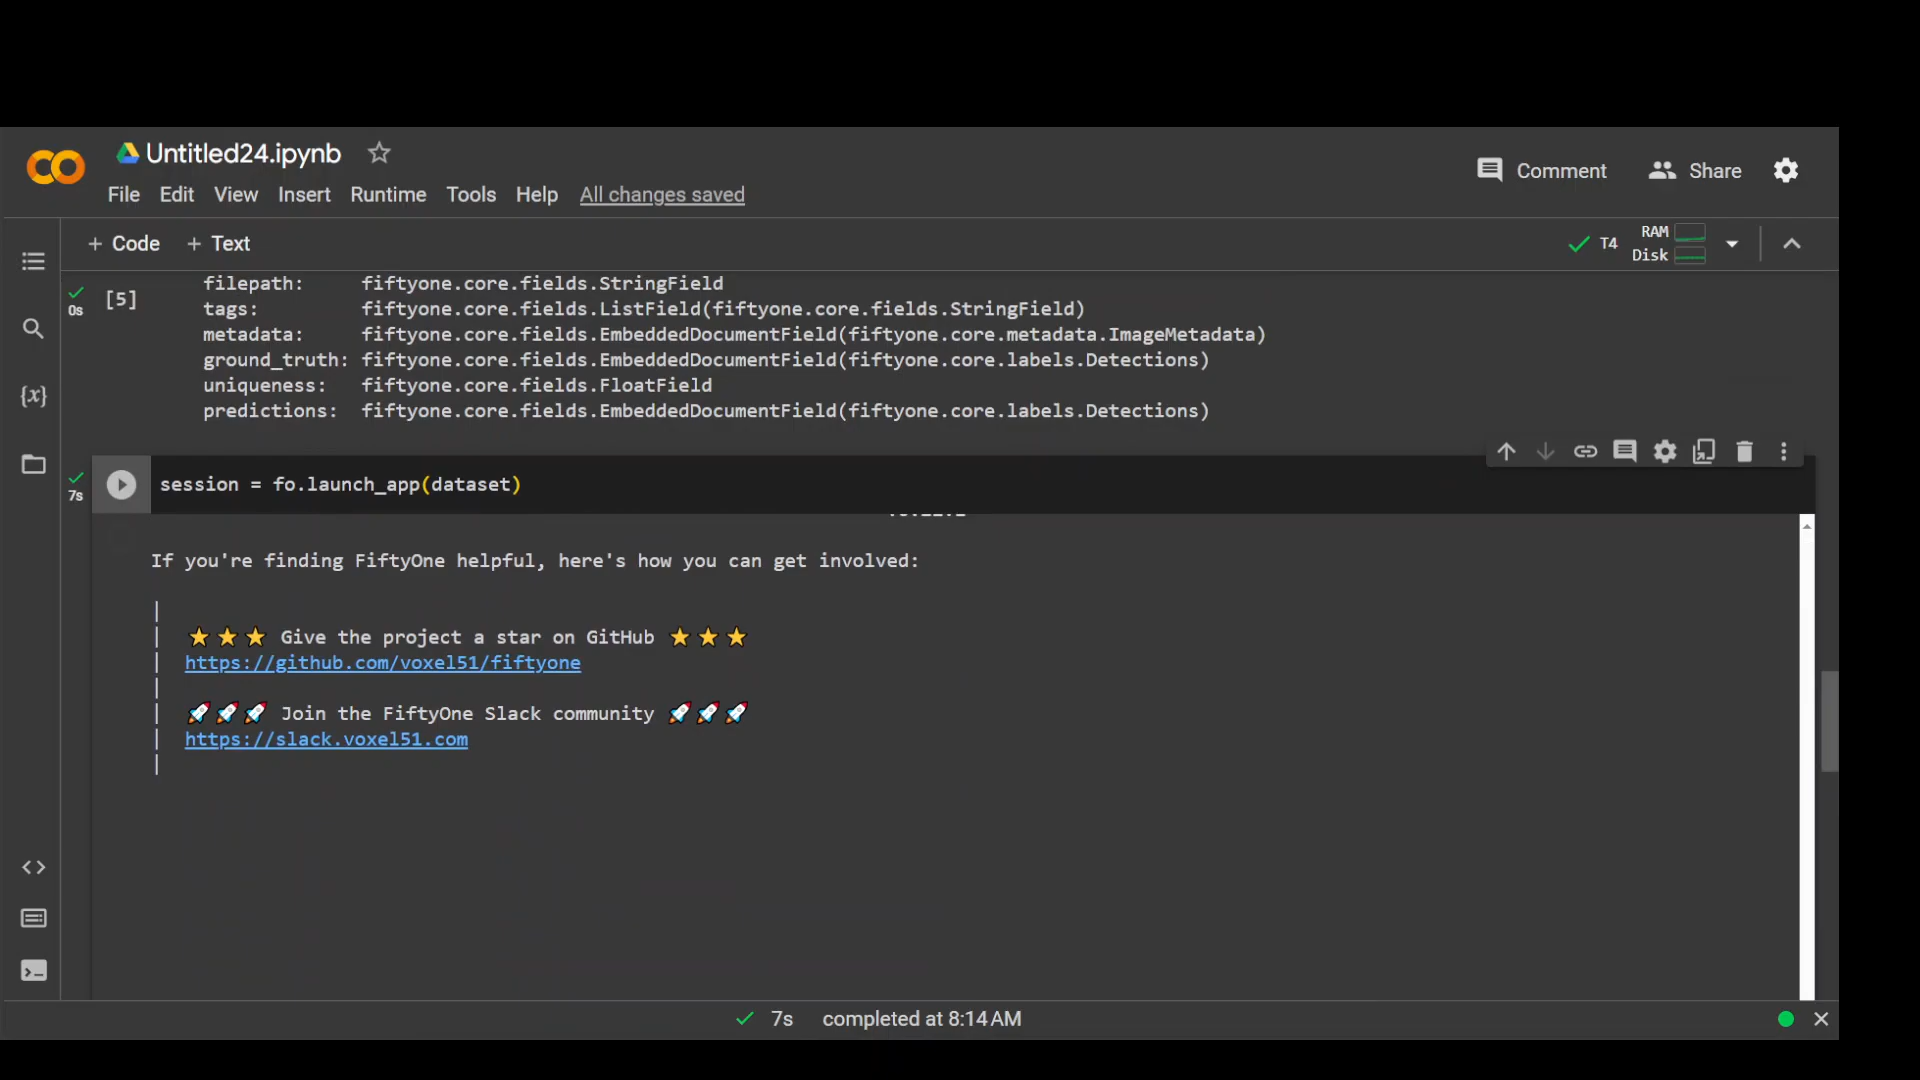 Untitled24.ipynb
File Edit View Insert Runtime Tools Help All changes saved
Comment Share
+ Code + Text
T4 RAM Disk
filepath: fiftyone.core.fields.StringField
0s [5]
tags: fiftyone.core.fields.ListField(fiftyone.core.fields.StringField)
metadata: fiftyone.core.fields.EmbeddedDocumentField(fiftyone.core.metadata.ImageMetadata)
ground_truth: fiftyone.core.fields.EmbeddedDocumentField(fiftyone.core.labels.Detections)
uniqueness: fiftyone.core.fields.FloatField
predictions: fiftyone.core.fields.EmbeddedDocumentField(fiftyone.core.labels.Detections)
7s session = fo.launch_app(dataset)
If you're finding FiftyOne helpful, here's how you can get involved:
|
| ⭐⭐⭐ Give the project a star on GitHub ⭐⭐⭐
| https://github.com/voxel51/fiftyone
|
| 🚀🚀🚀 Join the FiftyOne Slack community 🚀🚀🚀
| https://slack.voxel51.com
|
7s completed at 8:14 AM